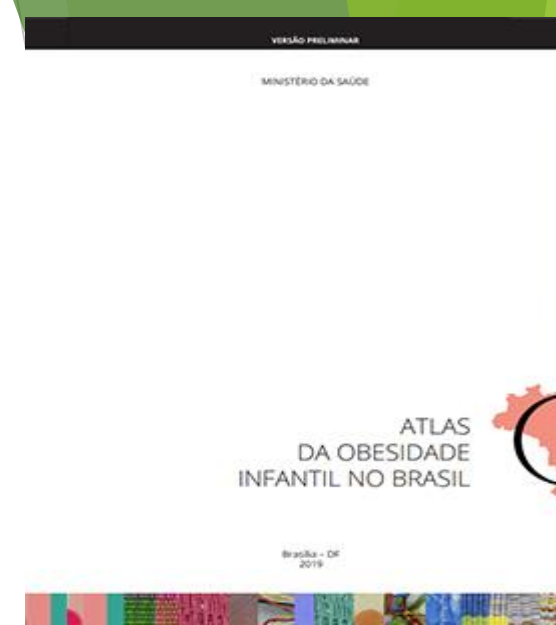 VERSÃO PRELIMINAR
MINISTÉRIO DA SAÚDE
ATLAS
DA OBESIDADE
INFANTIL NO BRASIL
Brasília – DF
2019